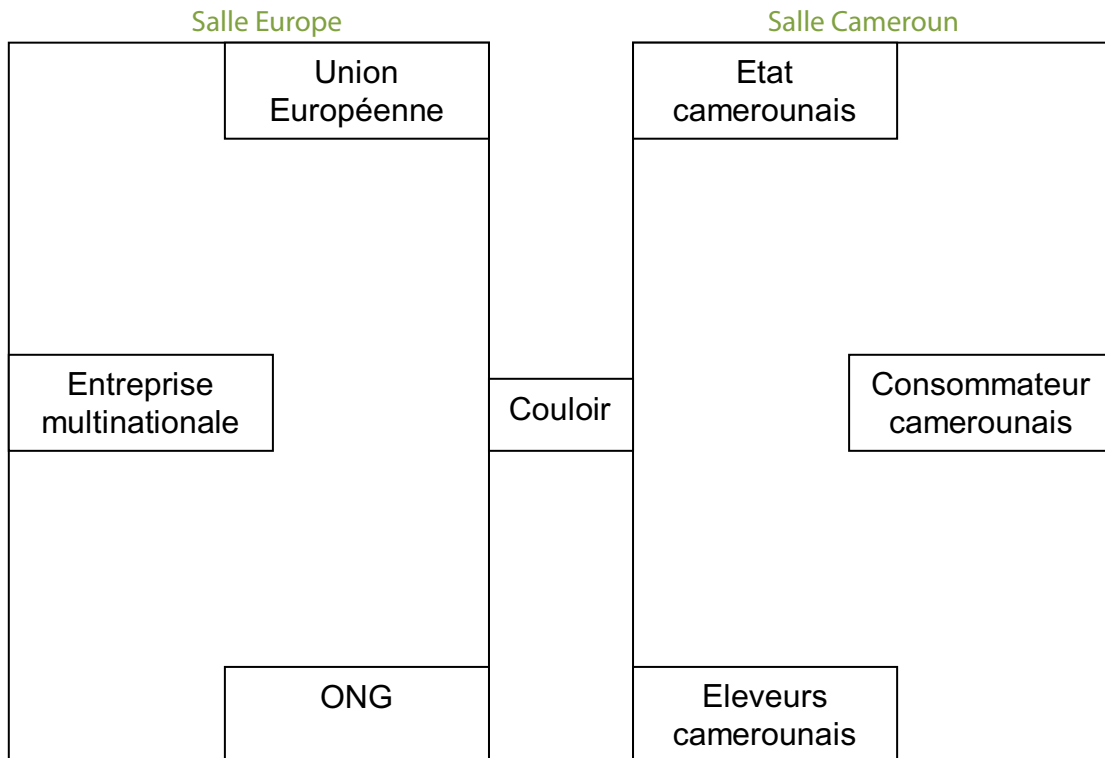 Salle Europe
Salle Cameroun
Union
Européenne
Etat
camerounais
Entreprise
multinationale
Couloir
Consommateur
camerounais
ONG
Eleveurs
camerounais